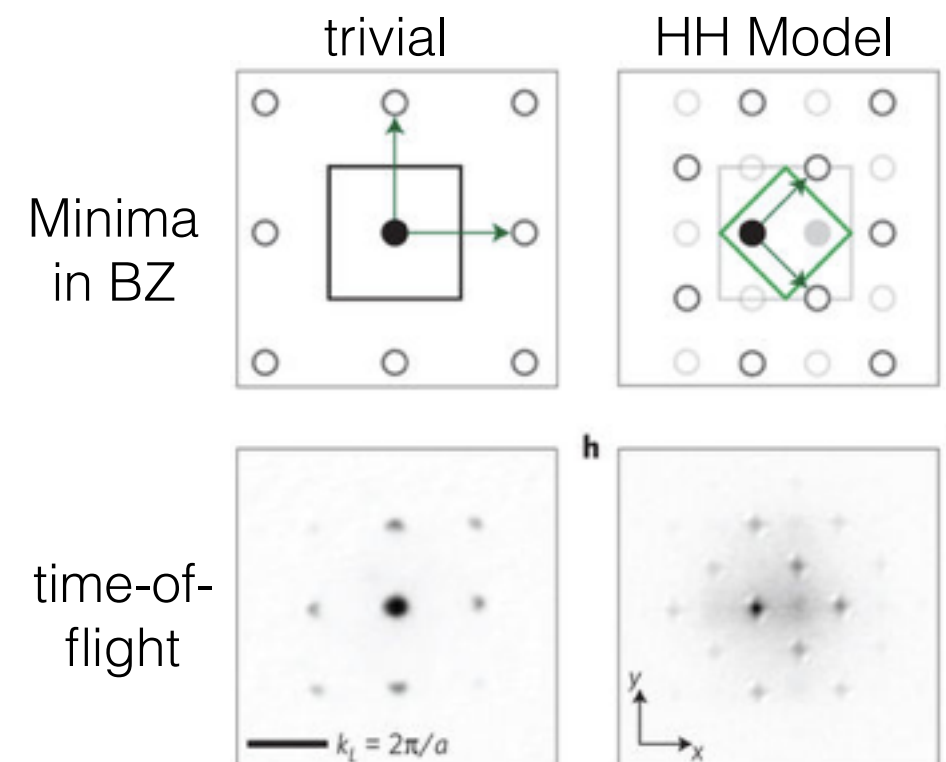 trivial
HH Model
Minima
in BZ
h
time-of-
flight
k_L = 2π/a
y
x